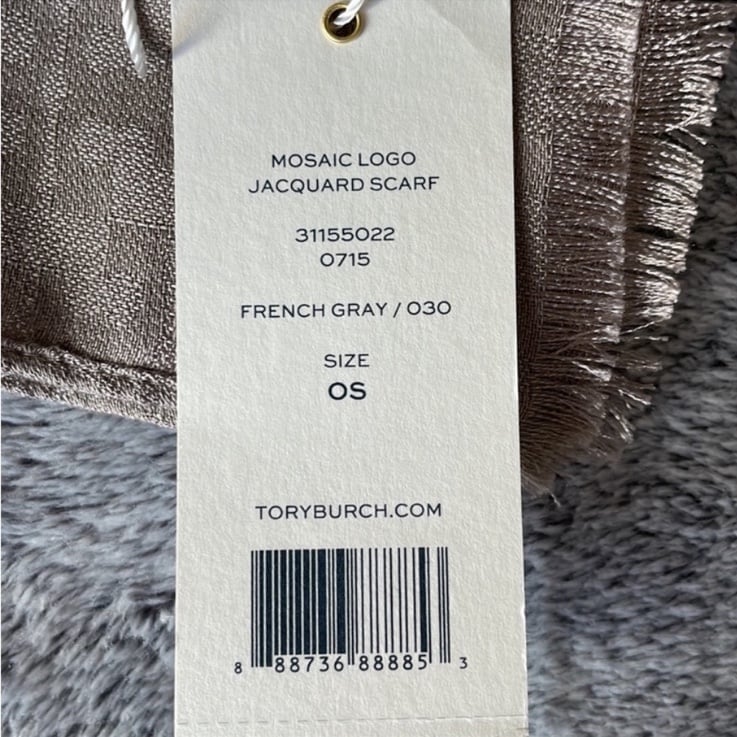 MOSAIC LOGO
JACQUARD SCARF
31155022
0715
FRENCH GRAY / 030
SIZE
OS
TORYBURCH.COM
8 88736 88885 3